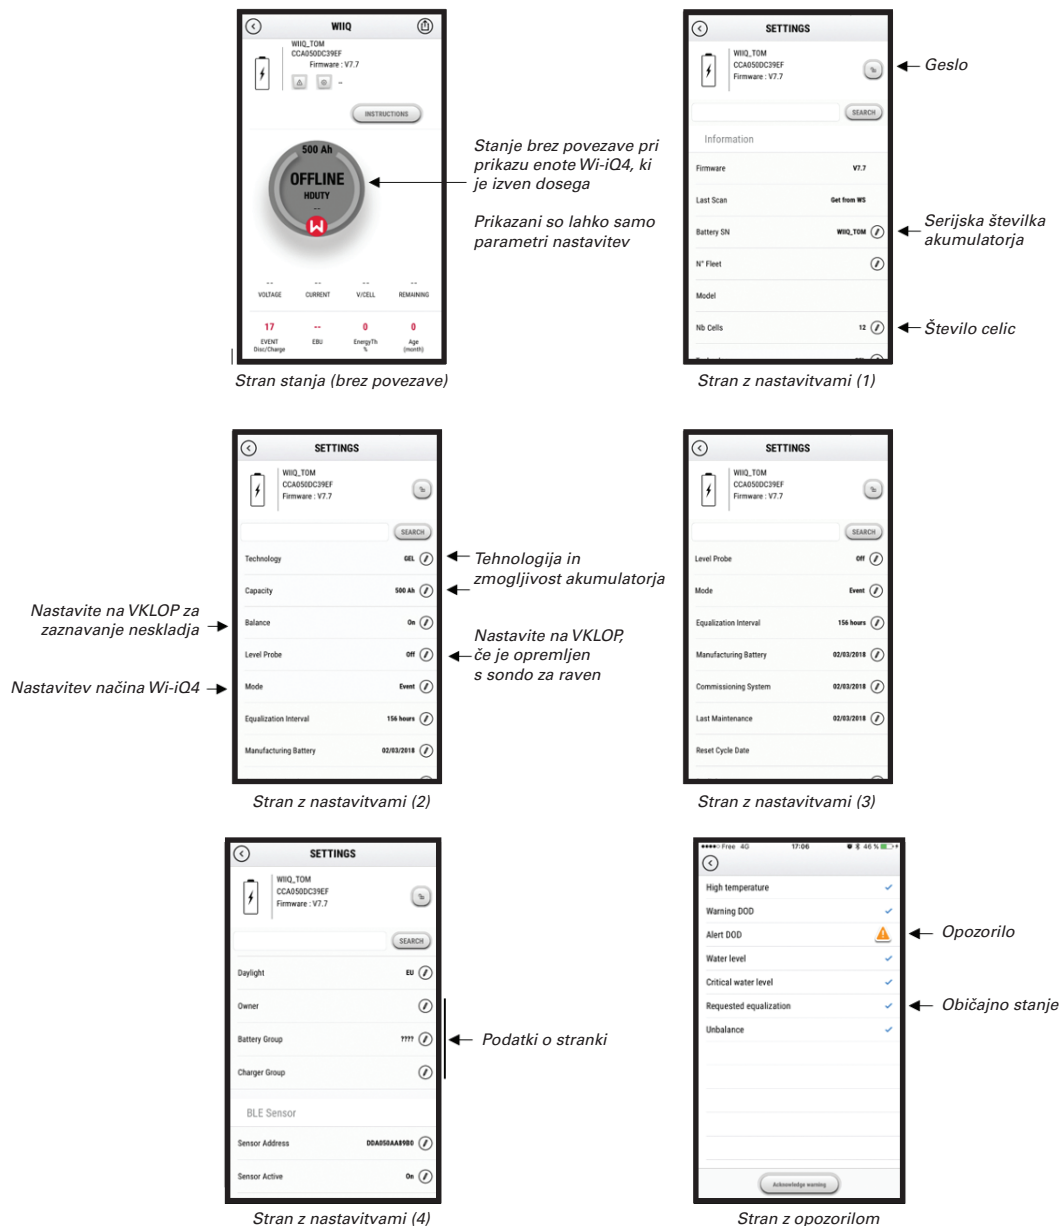 WIIQ
WIIQ_TOM
CCA050DC39EF
Firmware : V7.7
--
INSTRUCTIONS
500 Ah
OFFLINE
HDUTY
--
-- -- -- --
VOLTAGE CURRENT V/CELL REMAINING
17 -- 0 0
EVENT EBU EnergyTh Age
Disc/Charge % (month)
Stanje brez povezave pri
prikazu enote Wi-iQ4, ki
je izven dosega
Prikazani so lahko samo
parametri nastavitev
Stran stanja (brez povezave)
SETTINGS
WIIQ_TOM
CCA050DC39EF
Firmware : V7.7
Geslo
SEARCH
Information
Firmware V7.7
Last Scan Get from WS
Battery SN WIIQ_TOM
Serijska številka
akumulatorja
N° Fleet
Model
Nb Cells 12
Število celic
Stran z nastavitvami (1)
SETTINGS
WIIQ_TOM
CCA050DC39EF
Firmware : V7.7
SEARCH
Technology GEL
Capacity 500 Ah
Tehnologija in
zmogljivost akumulatorja
Nastavite na VKLOP za
zaznavanje neskladja
Balance On
Level Probe Off
Nastavite na VKLOP,
če je opremljen
s sondo za raven
Nastavitev načina Wi-iQ4
Mode Event
Equalization Interval 156 hours
Manufacturing Battery 02/03/2018
Stran z nastavitvami (2)
SETTINGS
WIIQ_TOM
CCA050DC39EF
Firmware : V7.7
SEARCH
Level Probe Off
Mode Event
Equalization Interval 156 hours
Manufacturing Battery 02/03/2018
Commissioning System 02/03/2018
Last Maintenance 02/03/2018
Reset Cycle Date
Stran z nastavitvami (3)
SETTINGS
WIIQ_TOM
CCA050DC39EF
Firmware : V7.7
SEARCH
Daylight EU
Owner
Battery Group ????
Charger Group
Podatki o stranki
BLE Sensor
Sensor Address DDA050AA89B0
Sensor Active On
Stran z nastavitvami (4)
Free 4G 17:06 46 %
High temperature
Warning DOD
Alert DOD
Opozorilo
Water level
Critical water level
Requested equalization
Običajno stanje
Unbalance
Acknowledge warning
Stran z opozorilom